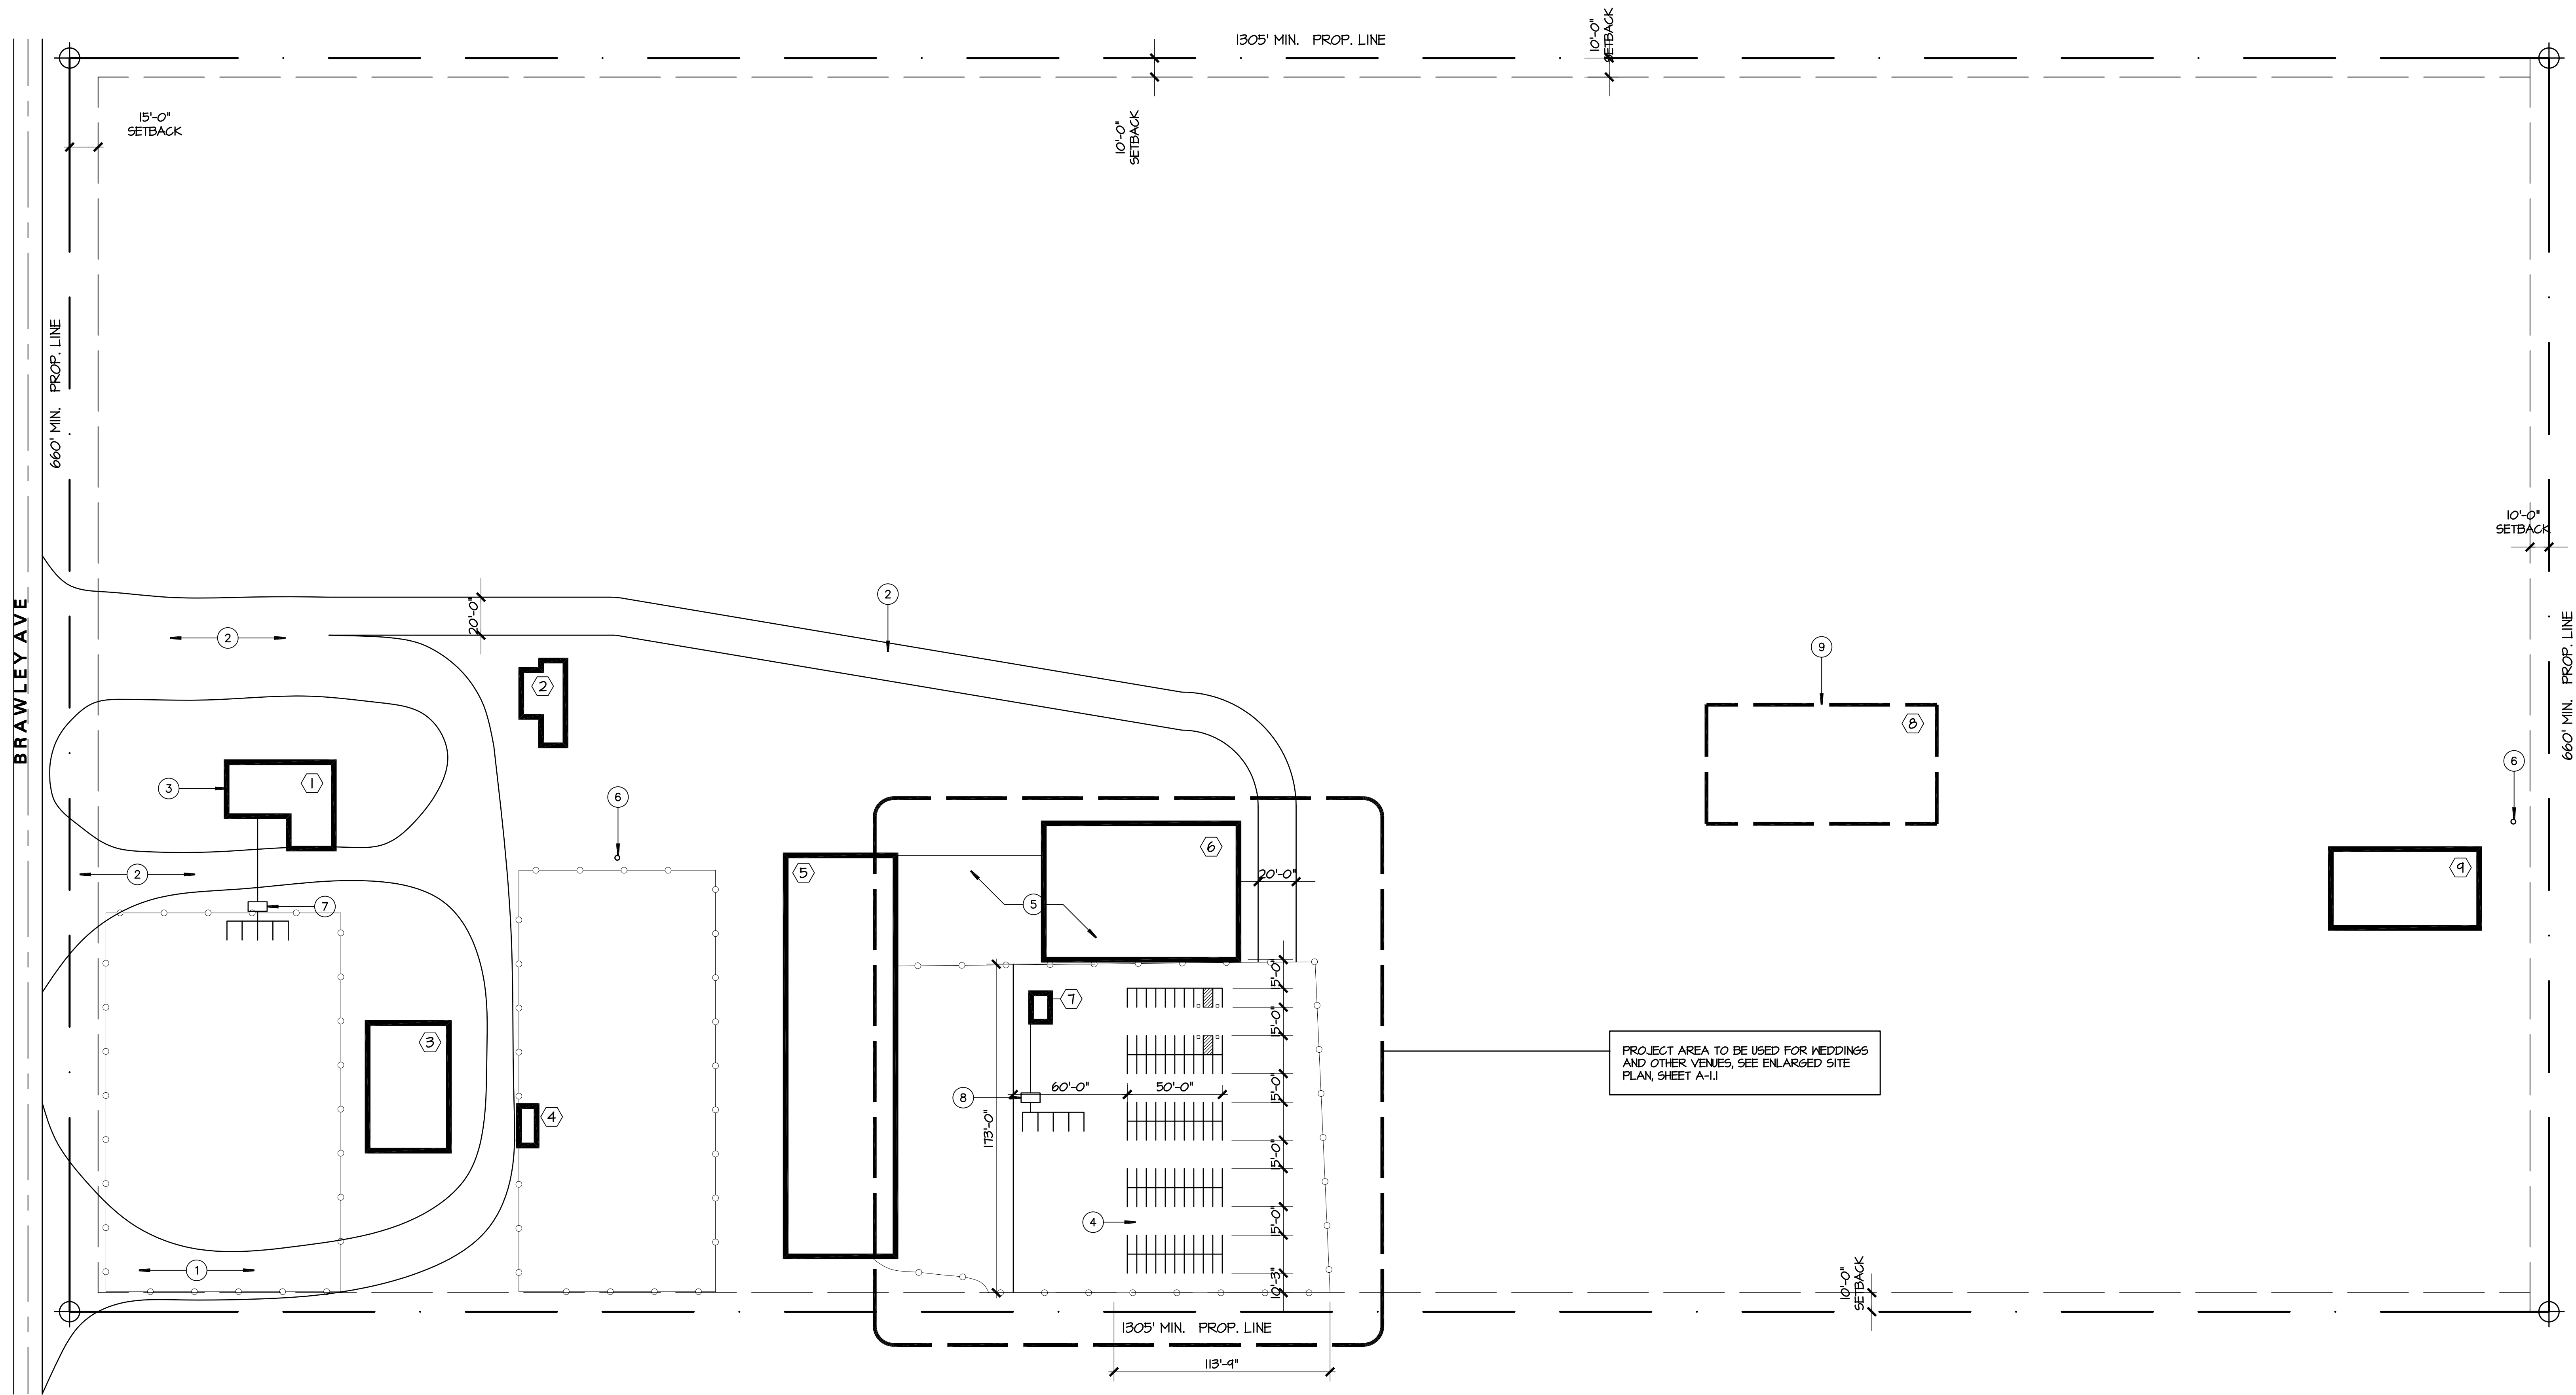 1305' MIN. PROP. LINE
10'-0"
SETBACK
15'-0"
SETBACK
10'-0"
SETBACK
660' MIN. PROP. LINE
10'-0"
SETBACK
BRAWLEY AVE
20'-0"
2
2
2
9
8
660' MIN. PROP. LINE
6
3
1
6
5
6
9
2
7
20'-0"
5
15'-0"
3
7
15'-0"
PROJECT AREA TO BE USED FOR WEDDINGS
AND OTHER VENUES, SEE ENLARGED SITE
PLAN, SHEET A-1.1
4
8
60'-0"
50'-0"
15'-0"
173'-0"
15'-0"
4
15'-0"
1
10'-3"
10'-0"
SETBACK
1305' MIN. PROP. LINE
113'-9"